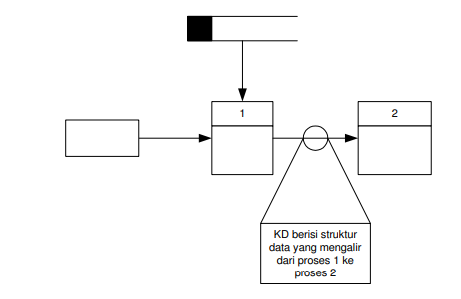 1
2
KD berisi struktur
data yang mengalir
dari proses 1 ke
proses 2